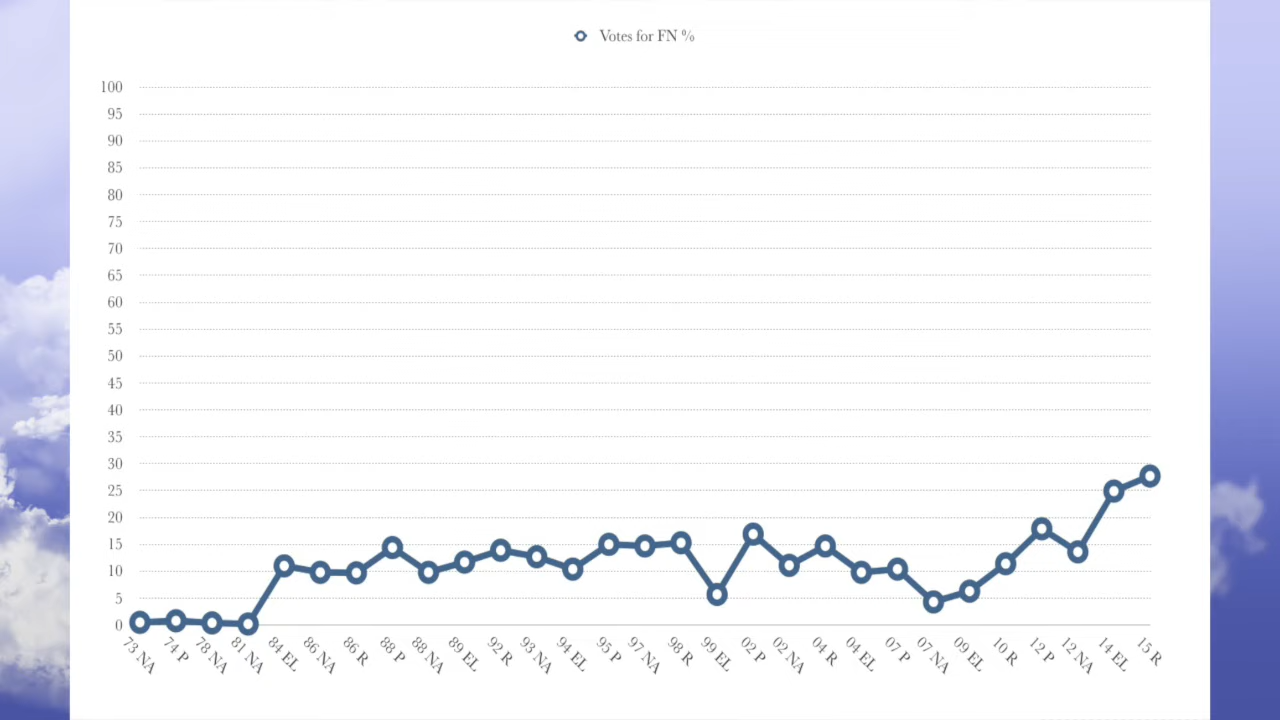 Votes for FN %
100
95
90
85
80
75
70
65
60
55
50
45
40
35
30
25
20
15
10
5
0
73 NA
74 P
78 NA
81 NA
84 EL
86 NA
86 R
88 P
88 NA
89 EL
92 R
93 NA
94 EL
95 P
97 NA
98 R
99 EL
02 P
02 NA
04 R
04 EL
07 P
07 NA
09 EL
10 R
12 P
12 NA
14 EL
15 R